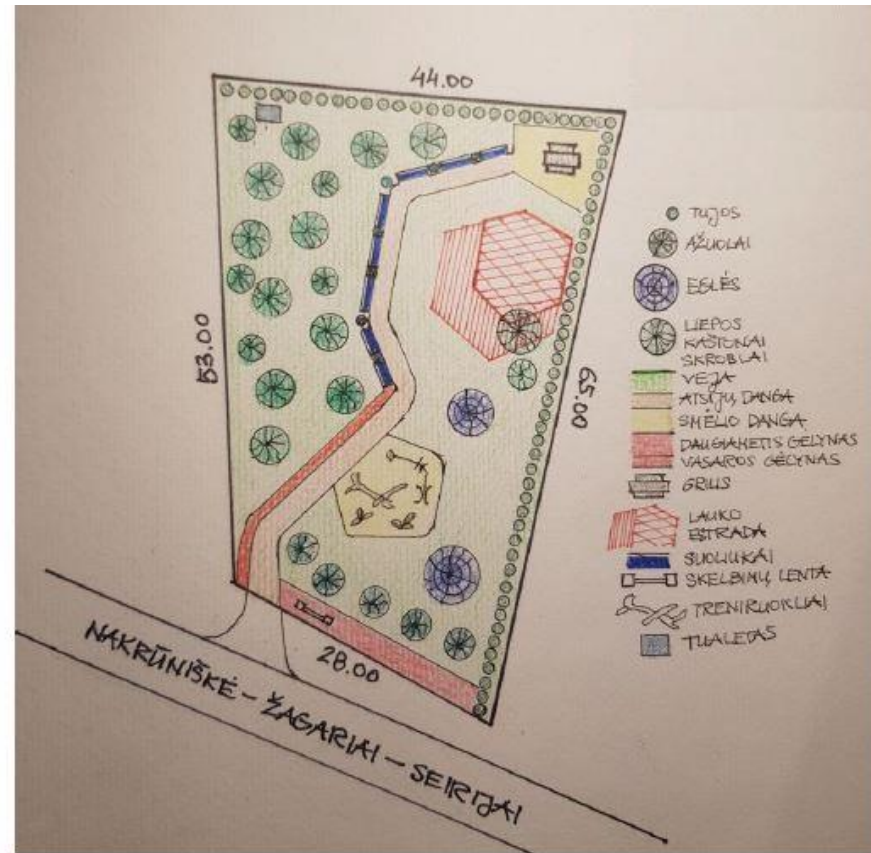 44.00
53.00
65.00
28.00
NAKRŪNIŠKĖ - ŽAGARIAI - SEIRIJAI
TUJOS
ĄŽUOLAI
EGLĖS
LIEPOS
KAŠTONAI
SKROBLAI
VEJA
ATSIJŲ DANGA
SMĖLIO DANGA
DAUGIAMETIS GĖLYNAS
VASAROS GĖLYNAS
GRILIS
LAUKO
ESTRADA
SUOLIUKAI
SKELBIMŲ LENTA
TRENIRUOKLIAI
TUALETAS